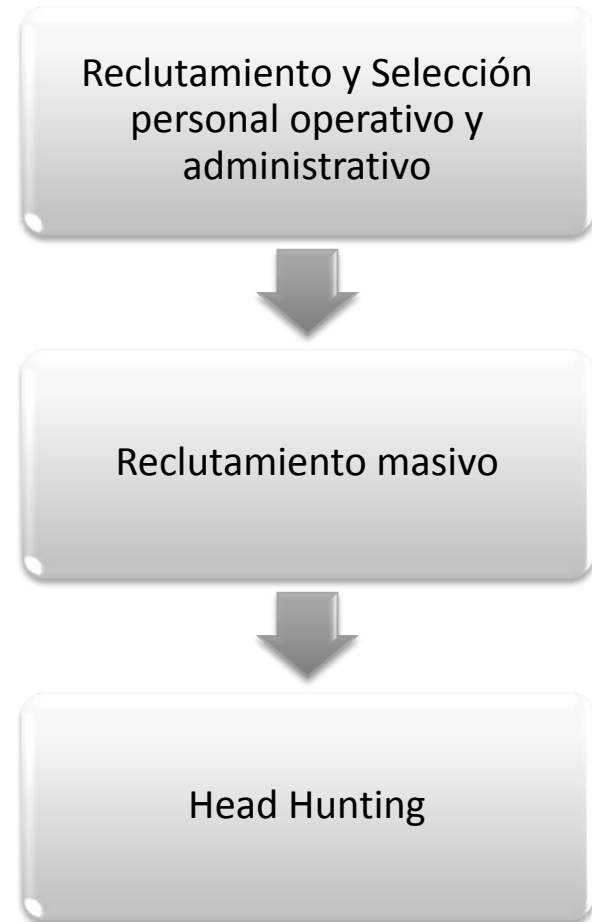 Reclutamiento y Selección
personal operativo y
administrativo
Reclutamiento masivo
Head Hunting